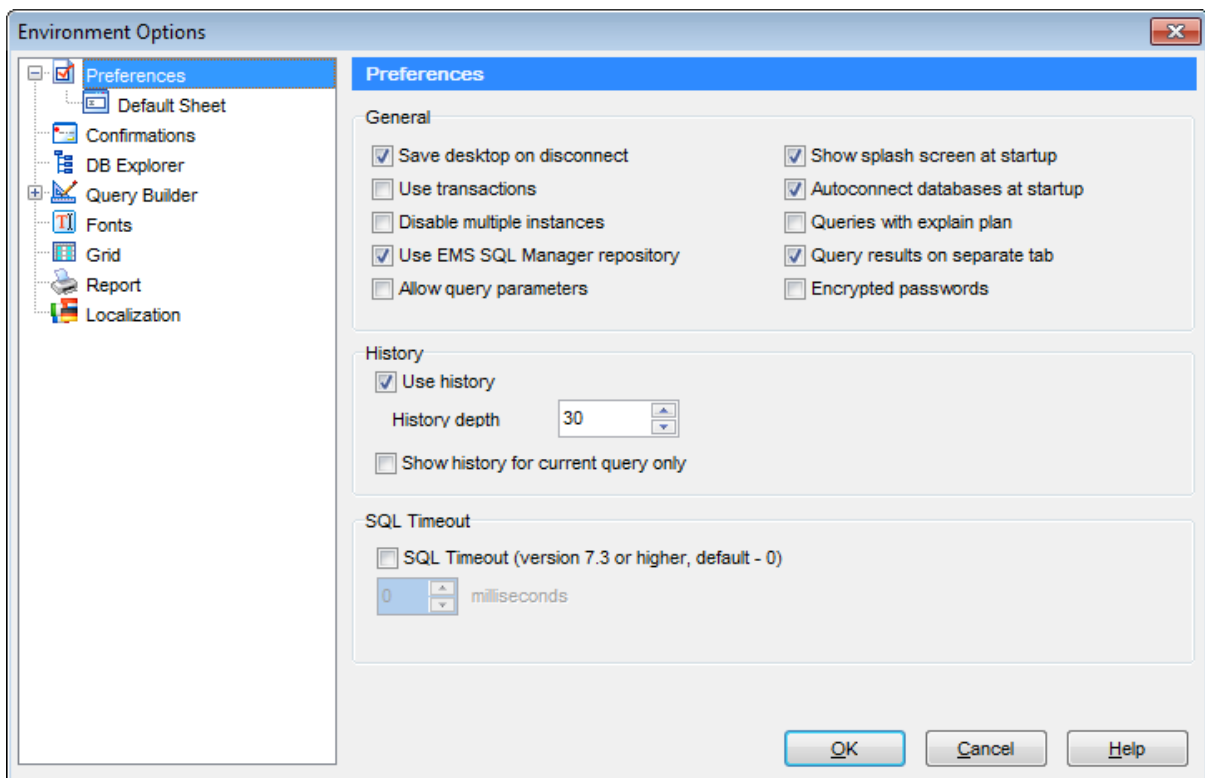 Environment Options
Preferences
Default Sheet
Confirmations
DB Explorer
Query Builder
Fonts
Grid
Report
Localization
Preferences
General
Save desktop on disconnect
Use transactions
Disable multiple instances
Use EMS SQL Manager repository
Allow query parameters
Show splash screen at startup
Autoconnect databases at startup
Queries with explain plan
Query results on separate tab
Encrypted passwords
History
Use history
History depth 30
Show history for current query only
SQL Timeout
SQL Timeout (version 7.3 or higher, default - 0)
0 milliseconds
OK Cancel Help